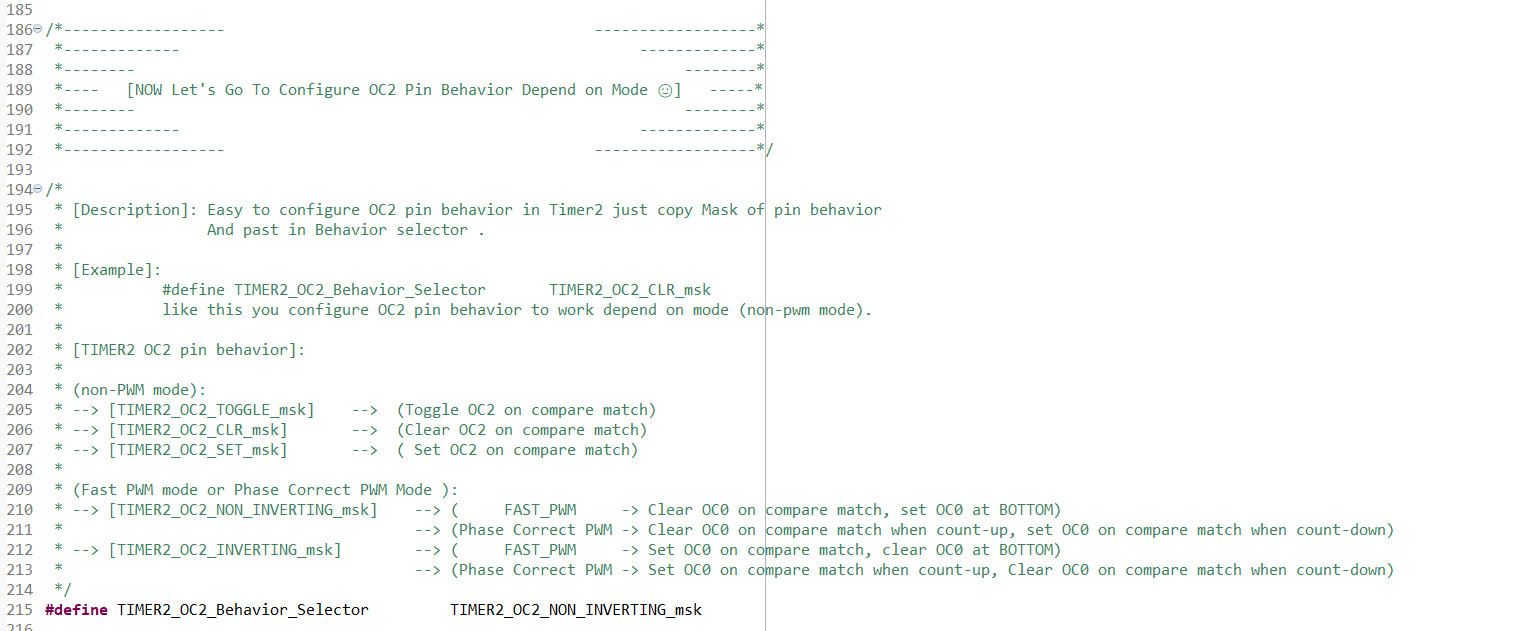 185
186 /*------------------                                         ------------------*
187  *-------------                                                   -------------*
188  *--------                                                             --------*
189  *----   [NOW Let's Go To Configure OC2 Pin Behavior Depend on Mode 😐]   -----*
190  *--------                                                             --------*
191  *-------------                                                   -------------*
192  *------------------                                         ------------------*/
193
194 /*
195  * [Description]: Easy to configure OC2 pin behavior in Timer2 just copy Mask of pin behavior
196  *                And past in Behavior selector .
197  *
198  * [Example]:
199  *           #define TIMER2_OC2_Behavior_Selector       TIMER2_OC2_CLR_msk
200  *           like this you configure OC2 pin behavior to work depend on mode (non-pwm mode).
201  *
202  * [TIMER2 OC2 pin behavior]:
203  *
204  * (non-PWM mode):
205  * --> [TIMER2_OC2_TOGGLE_msk]    -->  (Toggle OC2 on compare match)
206  * --> [TIMER2_OC2_CLR_msk]       -->  (Clear OC2 on compare match)
207  * --> [TIMER2_OC2_SET_msk]       -->  ( Set OC2 on compare match)
208  *
209  * (Fast PWM mode or Phase Correct PWM Mode ):
210  * --> [TIMER2_OC2_NON_INVERTING_msk]    --> (     FAST_PWM     -> Clear OC0 on compare match, set OC0 at BOTTOM)
211  *                                       --> (Phase Correct PWM -> Clear OC0 on compare match when count-up, set OC0 on compare match when count-down)
212  * --> [TIMER2_OC2_INVERTING_msk]        --> (     FAST_PWM     -> Set OC0 on compare match, clear OC0 at BOTTOM)
213  *                                       --> (Phase Correct PWM -> Set OC0 on compare match when count-up, Clear OC0 on compare match when count-down)
214  */
215 #define TIMER2_OC2_Behavior_Selector         TIMER2_OC2_NON_INVERTING_msk
216